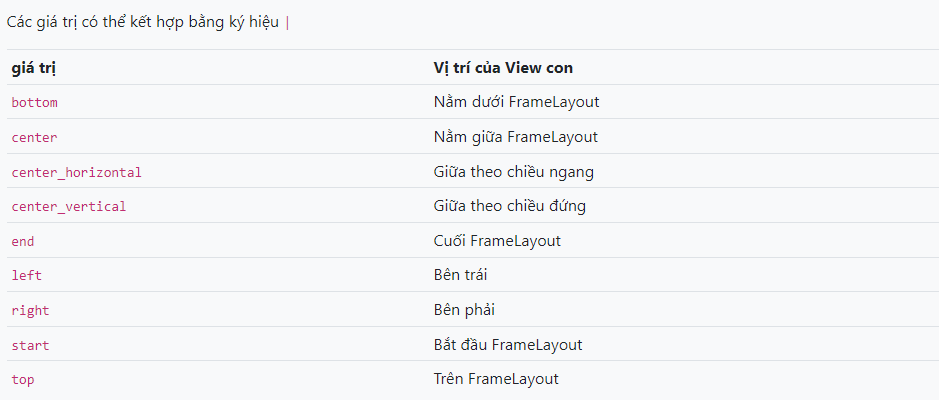 Các giá trị có thể kết hợp bằng ký hiệu |
giá trị Vị trí của View con
bottom Nằm dưới FrameLayout
center Nằm giữa FrameLayout
center_horizontal Giữa theo chiều ngang
center_vertical Giữa theo chiều đứng
end Cuối FrameLayout
left Bên trái
right Bên phải
start Bắt đầu FrameLayout
top Trên FrameLayout